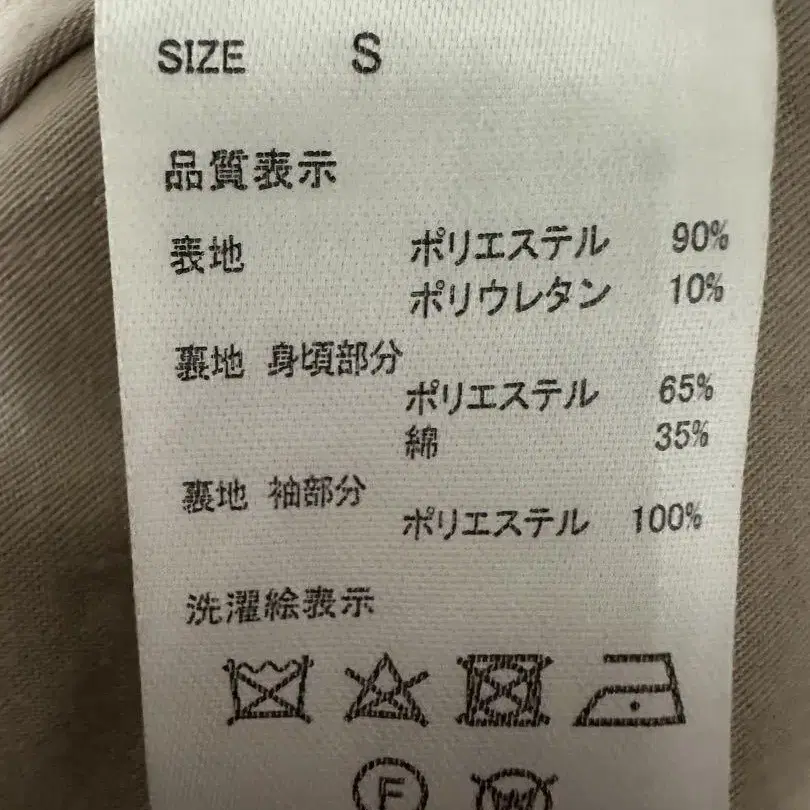 SIZE S
品質表示
表地 ポリエステル 90%
ポリウレタン 10%
裏地 身頃部分
ポリエステル 65%
綿 35%
裏地 袖部分
ポリエステル 100%
洗濯絵表示
F W